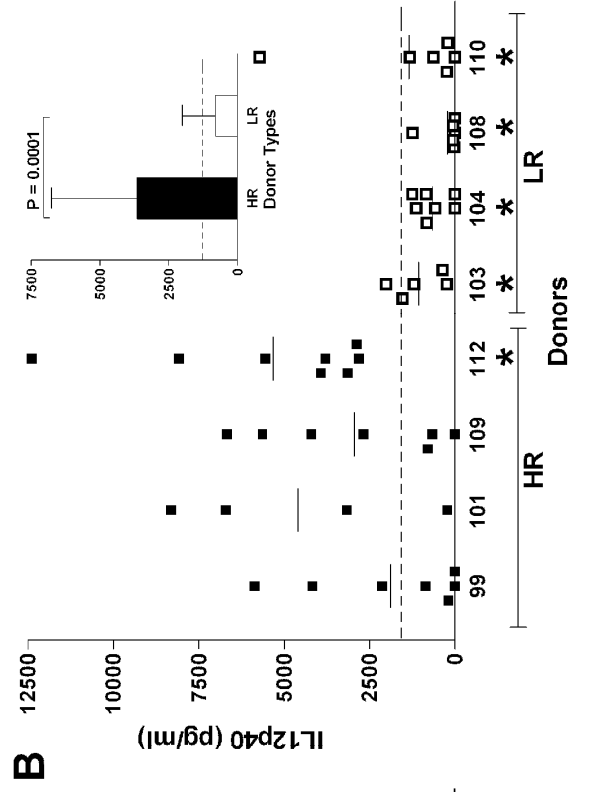 B
IL12p40 (pg/ml)
12500
10000
7500
5000
2500
0
99 101 109 112 103 104 108 110
* * * * *
HR LR
Donors
P = 0.0001
7500
5000
2500
0
HR LR
Donor Types